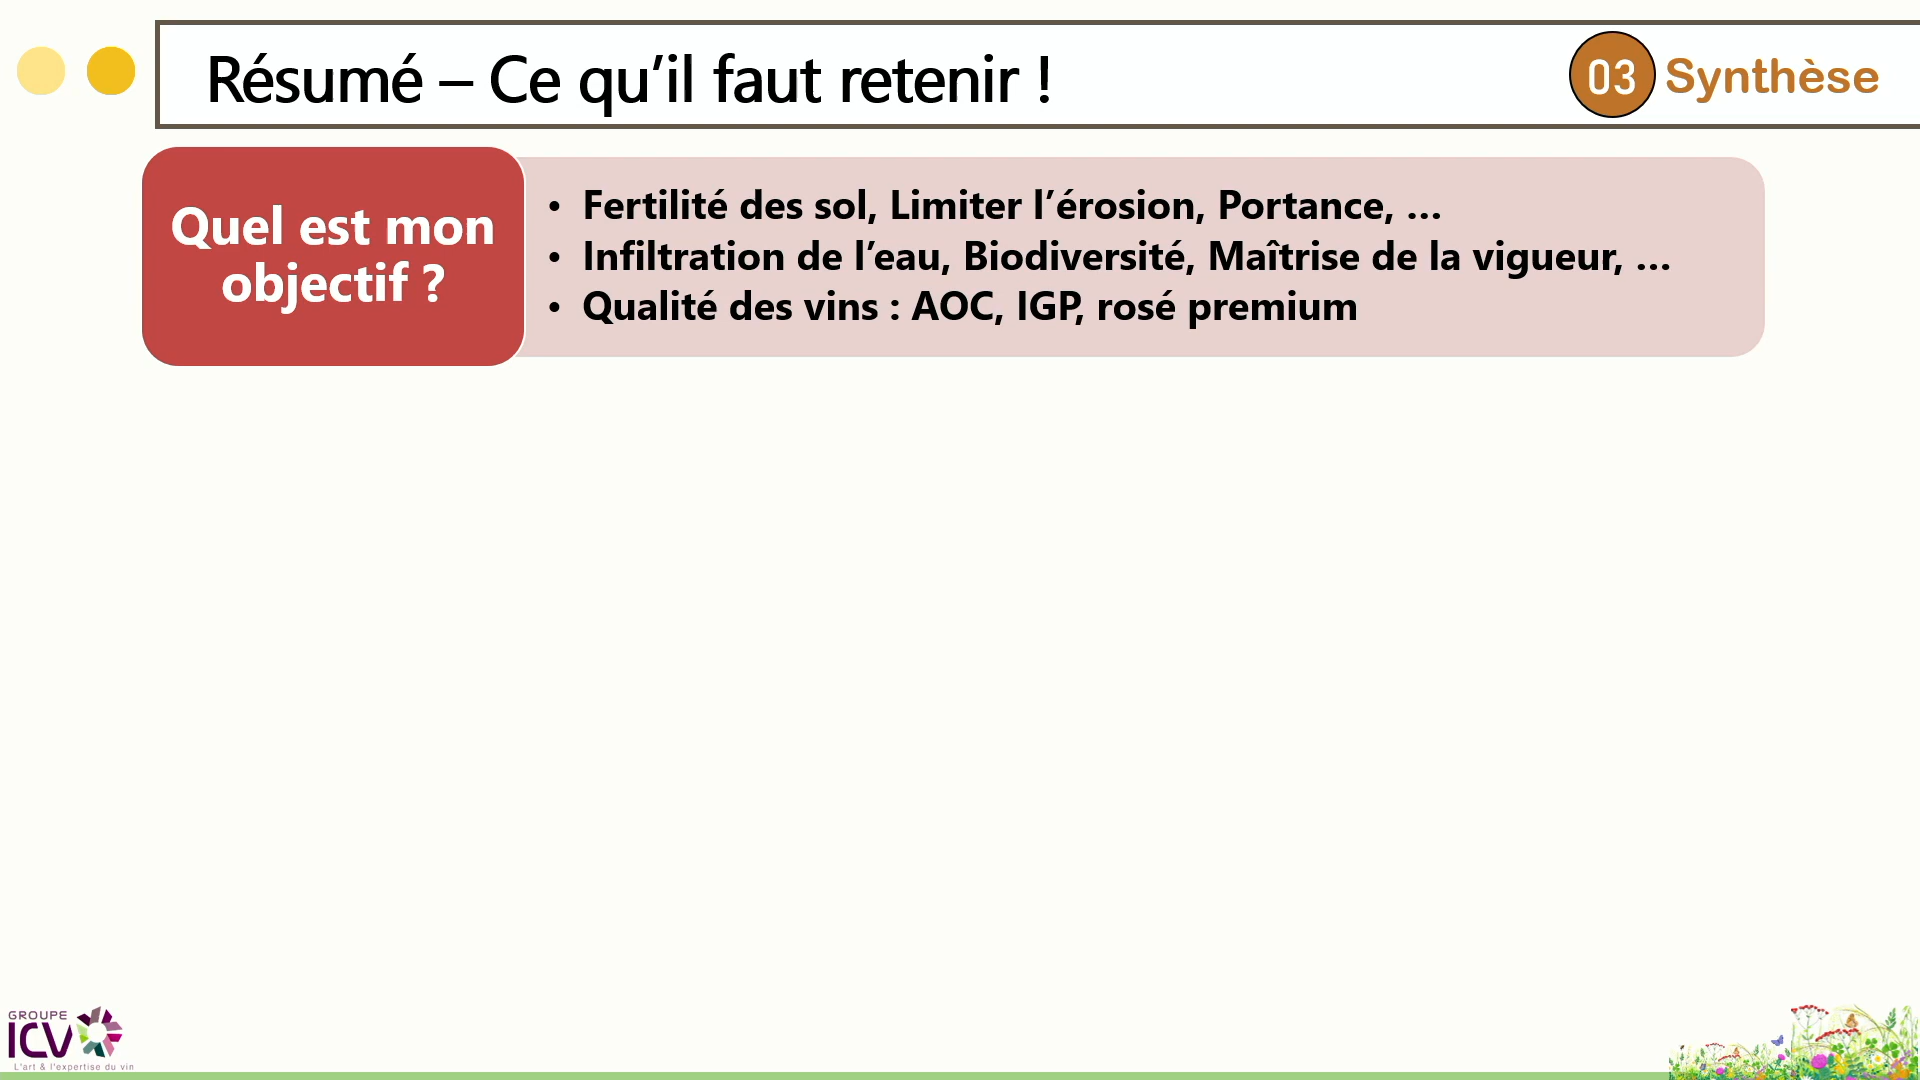 Résumé – Ce qu’il faut retenir !
03 Synthèse
Quel est mon
objectif ?
• Fertilité des sol, Limiter l’érosion, Portance, …
• Infiltration de l’eau, Biodiversité, Maîtrise de la vigueur, …
• Qualité des vins : AOC, IGP, rosé premium
GROUPE
ICV
L'art & l'expertise du vin